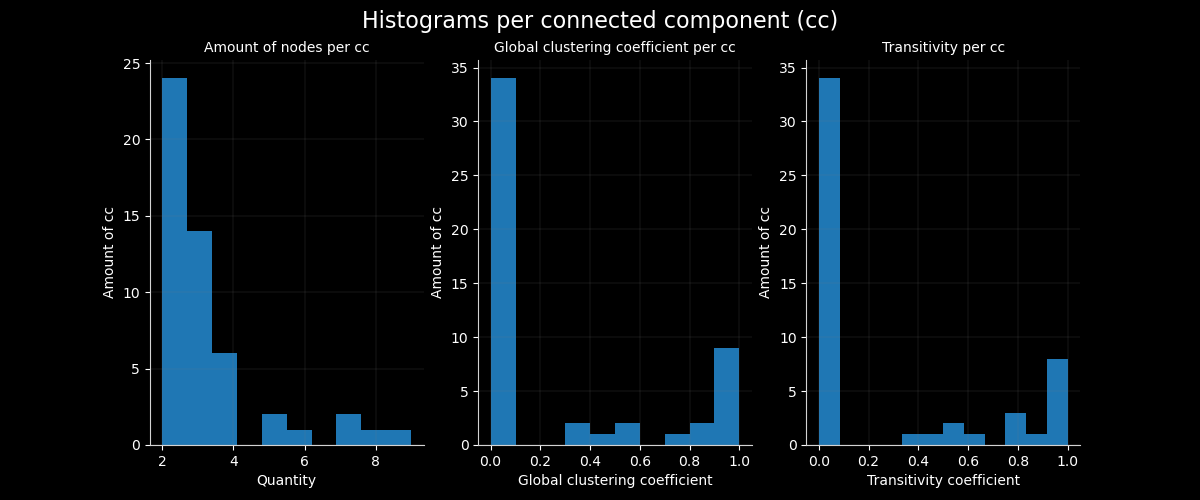 Histograms per connected component (cc)
Amount of nodes per cc
Global clustering coefficient per cc
Transitivity per cc
25
20
15
10
5
0
Amount of cc
2 4 6 8
Quantity
35
30
25
20
15
10
5
0
Amount of cc
0.0 0.2 0.4 0.6 0.8 1.0
Global clustering coefficient
35
30
25
20
15
10
5
0
Amount of cc
0.0 0.2 0.4 0.6 0.8 1.0
Transitivity coefficient